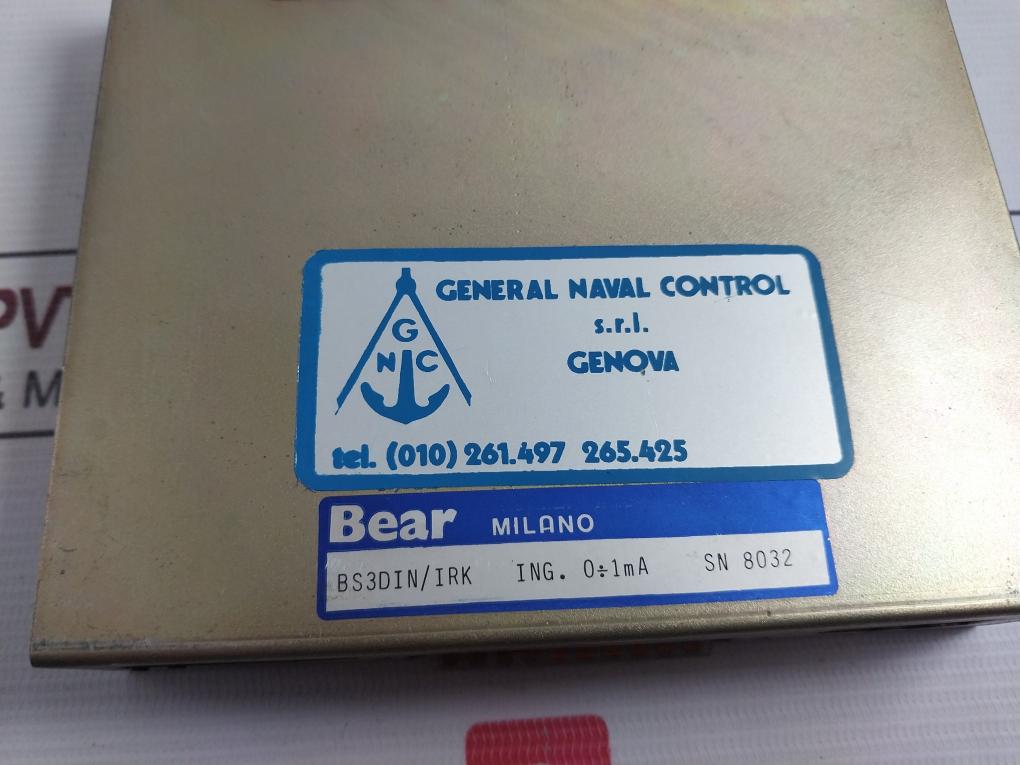 GENERAL NAVAL CONTROL
s.r.l.
GENOVA
G
N C
tel. (010) 261.497 265.425
Bear MILANO
BS3DIN/IRK ING. 0÷1mA SN 8032
PV
& M